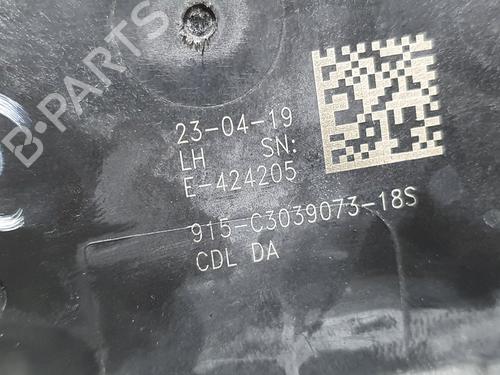 B-PARTS
23-04-19
LH SN:
E-424205
915-C3039073-18S
CDL DA